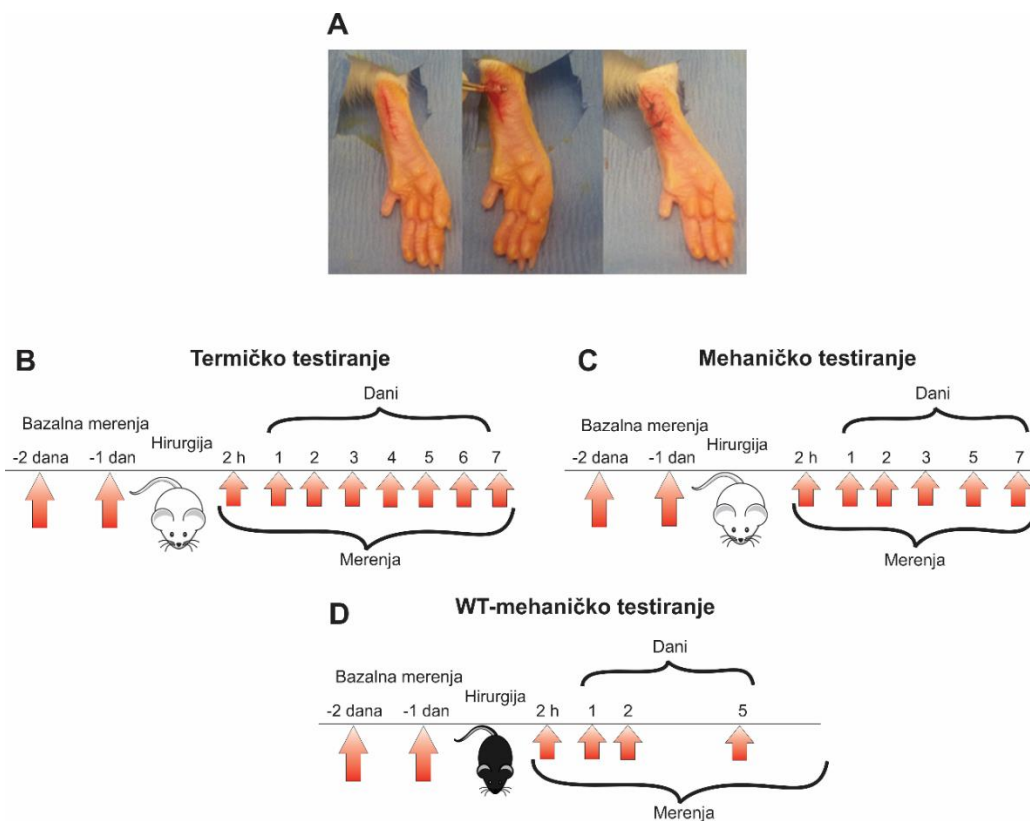 A
B
Termičko testiranje
Dani
Bazalna merenja
Hirurgija
-2 dana -1 dan 2 h 1 2 3 4 5 6 7
Merenja
C
Mehaničko testiranje
Dani
Bazalna merenja
Hirurgija
-2 dana -1 dan 2 h 1 2 3 5 7
Merenja
D
WT-mehaničko testiranje
Dani
Bazalna merenja
Hirurgija
-2 dana -1 dan 2 h 1 2 5
Merenja